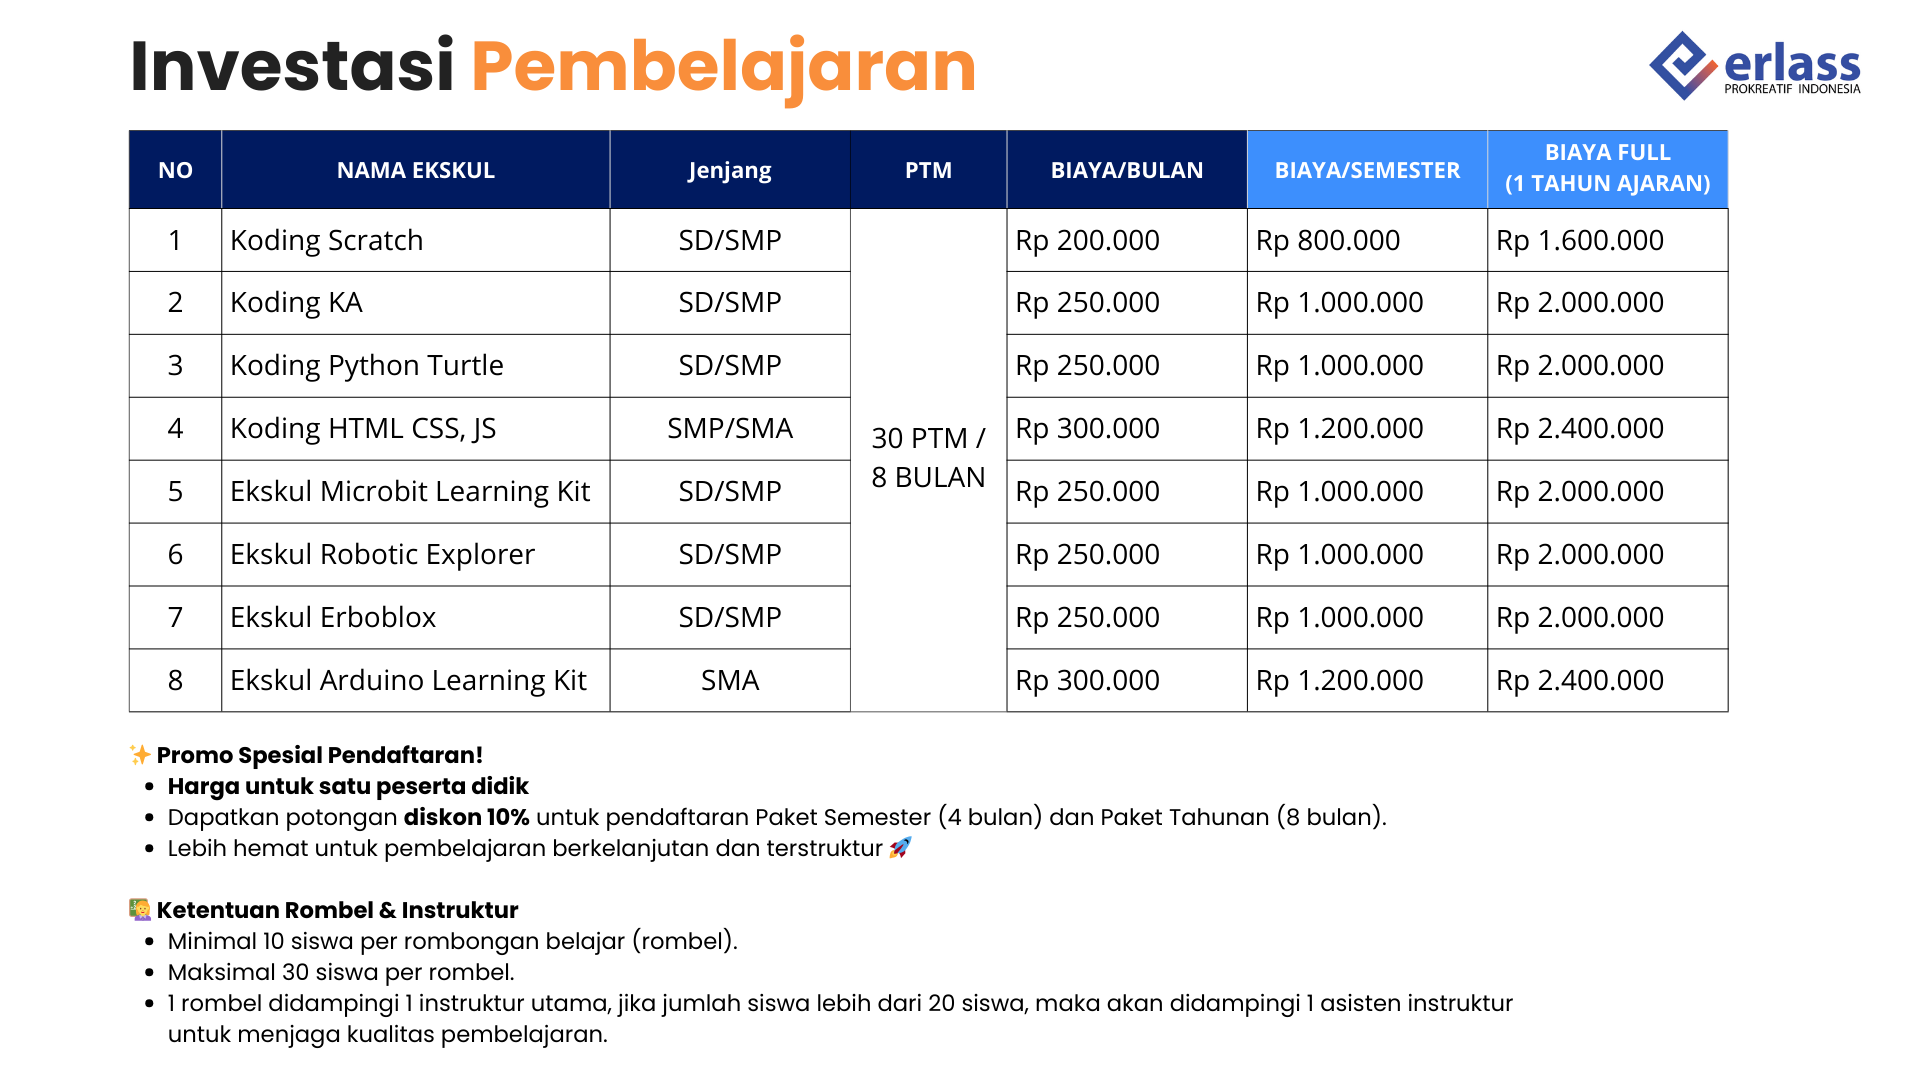 Investasi Pembelajaran
erlass
PROKREATIF INDONESIA
NO NAMA EKSKUL Jenjang PTM BIAYA/BULAN BIAYA/SEMESTER BIAYA FULL
(1 TAHUN AJARAN)
1 Koding Scratch SD/SMP Rp 200.000 Rp 800.000 Rp 1.600.000
2 Koding KA SD/SMP Rp 250.000 Rp 1.000.000 Rp 2.000.000
3 Koding Python Turtle SD/SMP Rp 250.000 Rp 1.000.000 Rp 2.000.000
4 Koding HTML CSS, JS SMP/SMA Rp 300.000 Rp 1.200.000 Rp 2.400.000
30 PTM /
8 BULAN
5 Ekskul Microbit Learning Kit SD/SMP Rp 250.000 Rp 1.000.000 Rp 2.000.000
6 Ekskul Robotic Explorer SD/SMP Rp 250.000 Rp 1.000.000 Rp 2.000.000
7 Ekskul Erboblox SD/SMP Rp 250.000 Rp 1.000.000 Rp 2.000.000
8 Ekskul Arduino Learning Kit SMA Rp 300.000 Rp 1.200.000 Rp 2.400.000
✨ Promo Spesial Pendaftaran!
• Harga untuk satu peserta didik
• Dapatkan potongan diskon 10% untuk pendaftaran Paket Semester (4 bulan) dan Paket Tahunan (8 bulan).
• Lebih hemat untuk pembelajaran berkelanjutan dan terstruktur 🚀
👩‍🏫 Ketentuan Rombel & Instruktur
• Minimal 10 siswa per rombongan belajar (rombel).
• Maksimal 30 siswa per rombel.
• 1 rombel didampingi 1 instruktur utama, jika jumlah siswa lebih dari 20 siswa, maka akan didampingi 1 asisten instruktur
untuk menjaga kualitas pembelajaran.